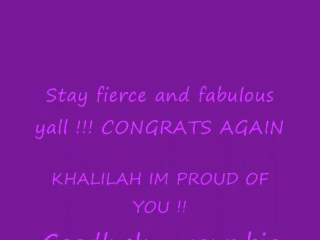 Stay fierce and fabulous
yall !!! CONGRATS AGAIN
KHALILAH IM PROUD OF
YOU !!